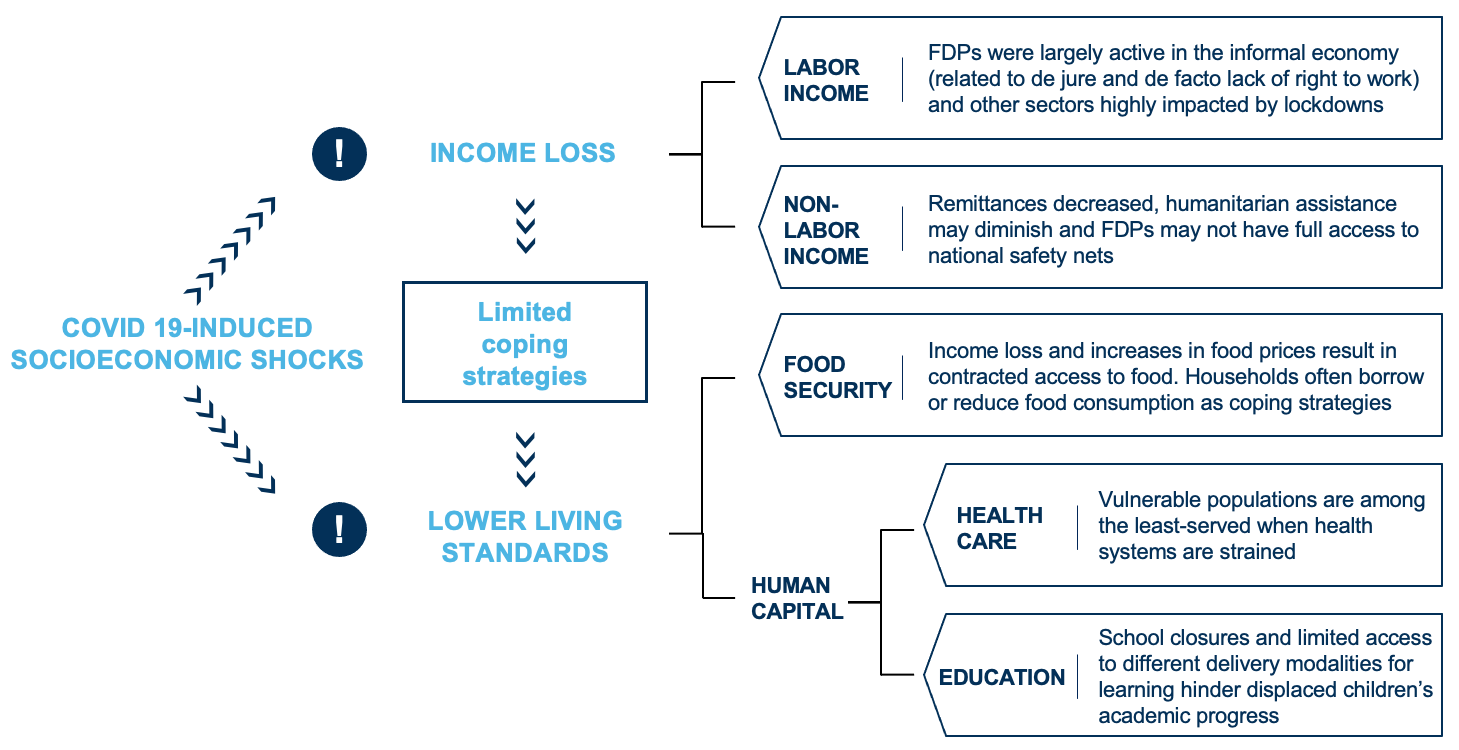 COVID 19-INDUCED
SOCIOECONOMIC SHOCKS
!
INCOME LOSS
LABOR
INCOME
FDPs were largely active in the informal economy
(related to de jure and de facto lack of right to work)
and other sectors highly impacted by lockdowns
NON-
LABOR
INCOME
Remittances decreased, humanitarian assistance
may diminish and FDPs may not have full access to
national safety nets
Limited
coping
strategies
!
LOWER LIVING
STANDARDS
FOOD
SECURITY
Income loss and increases in food prices result in
contracted access to food. Households often borrow
or reduce food consumption as coping strategies
HUMAN
CAPITAL
HEALTH
CARE
Vulnerable populations are among
the least-served when health
systems are strained
EDUCATION
School closures and limited access
to different delivery modalities for
learning hinder displaced children’s
academic progress